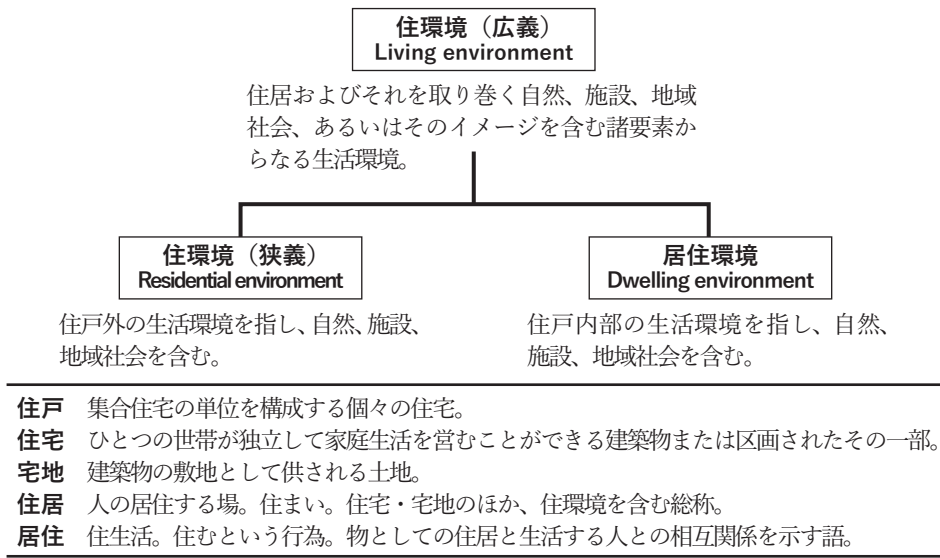 住環境（広義）
Living environment
住居およびそれを取り巻く自然、施設、地域
社会、あるいはそのイメージを含む諸要素か
らなる生活環境。
住環境（狭義）
Residential environment
住戸外の生活環境を指し、自然、施設、
地域社会を含む。
居住環境
Dwelling environment
住戸内部の生活環境を指し、自然、
施設、地域社会を含む。
住戸 集合住宅の単位を構成する個々の住宅。
住宅 ひとつの世帯が独立して家庭生活を営むことができる建築物または区画されたその一部。
宅地 建築物の敷地として供される土地。
住居 人の居住する場。住まい。住宅・宅地のほか、住環境を含む総称。
居住 住生活。住むという行為。物としての住居と生活する人との相互関係を示す語。